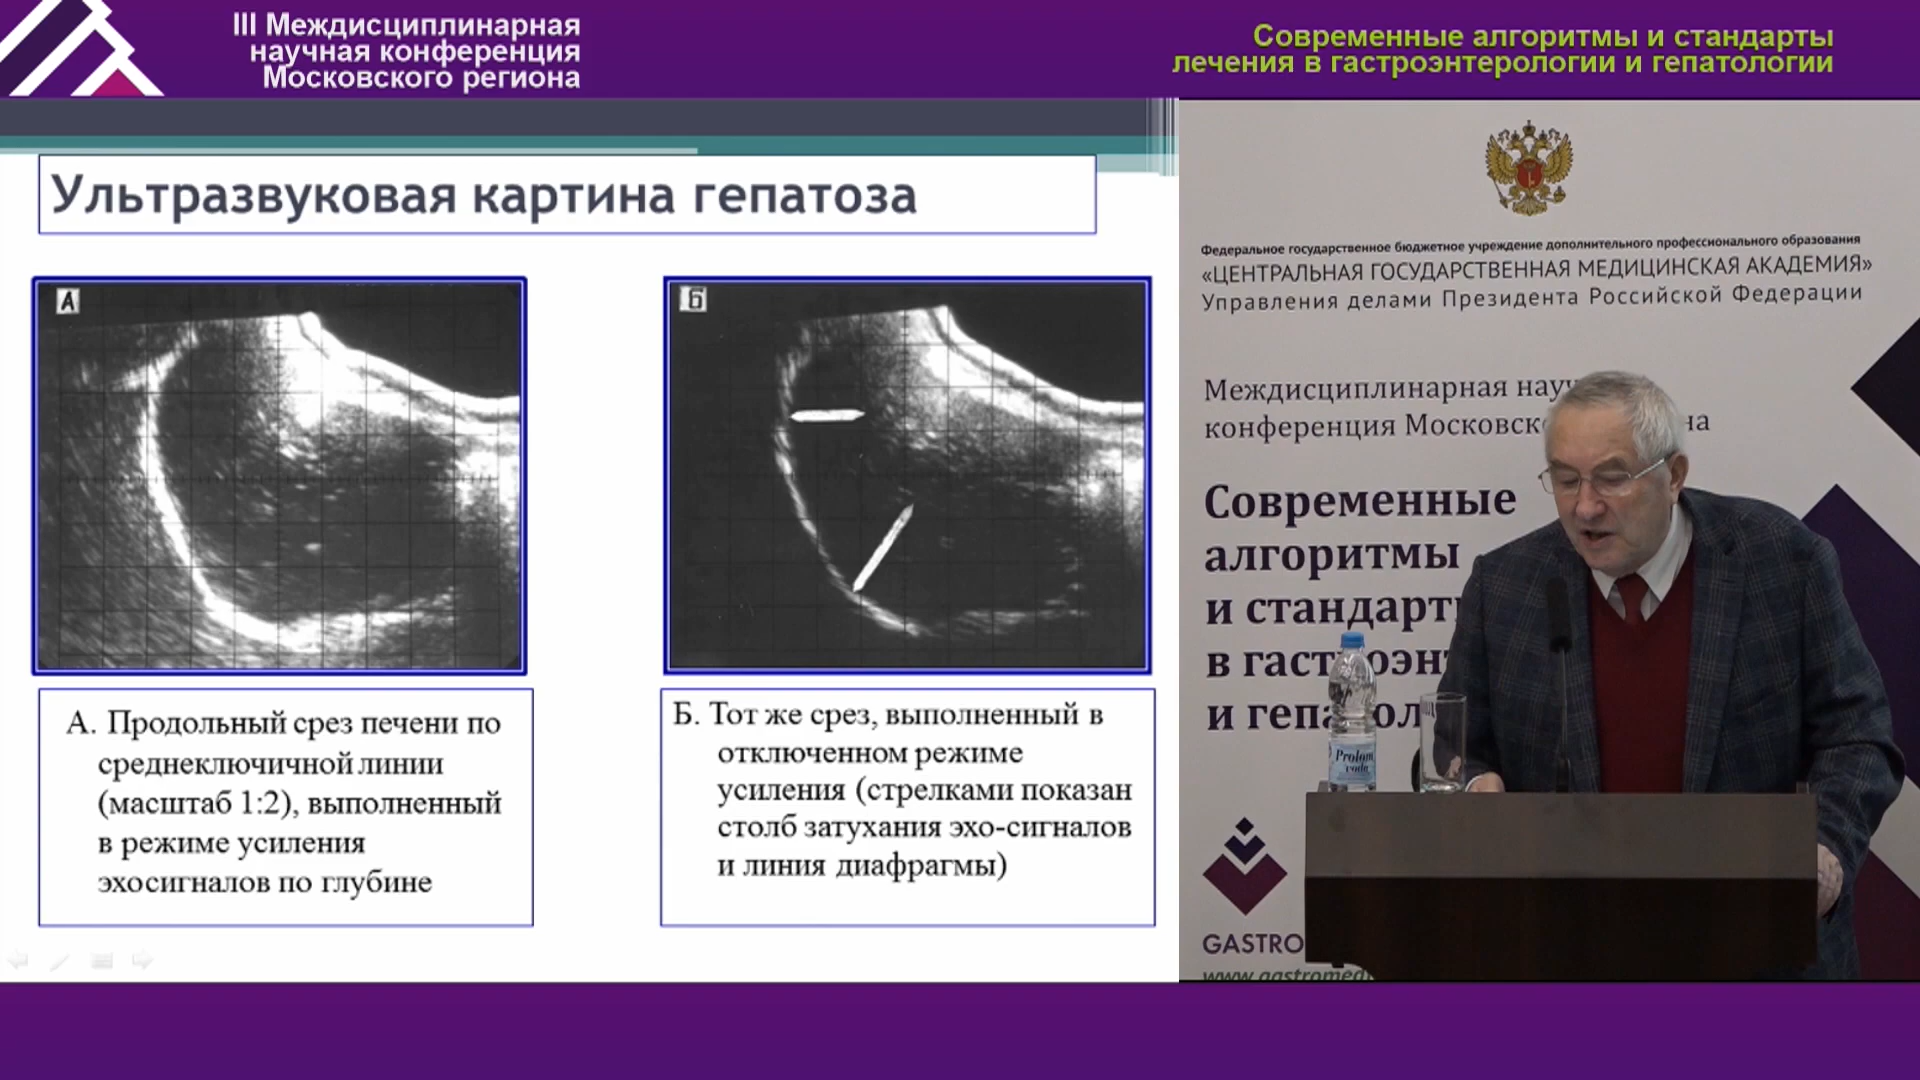 III Междисциплинарная
научная конференция
Московского региона
Современные алгоритмы и стандарты
лечения в гастроэнтерологии и гепатологии
Ультразвуковая картина гепатоза
А
Б
А. Продольный срез печени по
среднеключичной линии
(масштаб 1:2), выполненный
в режиме усиления
эхосигналов по глубине
Б. Тот же срез, выполненный в
отключенном режиме
усиления (стрелками показан
столб затухания эхо-сигналов
и линия диафрагмы)
Федеральное государственное бюджетное учреждение дополнительного профессионального образования
«ЦЕНТРАЛЬНАЯ ГОСУДАРСТВЕННАЯ МЕДИЦИНСКАЯ АКАДЕМИЯ»
Управления делами Президента Российской Федерации
Междисциплинарная
конференция
Современные
алгоритмы
и
в
и
GASTRO